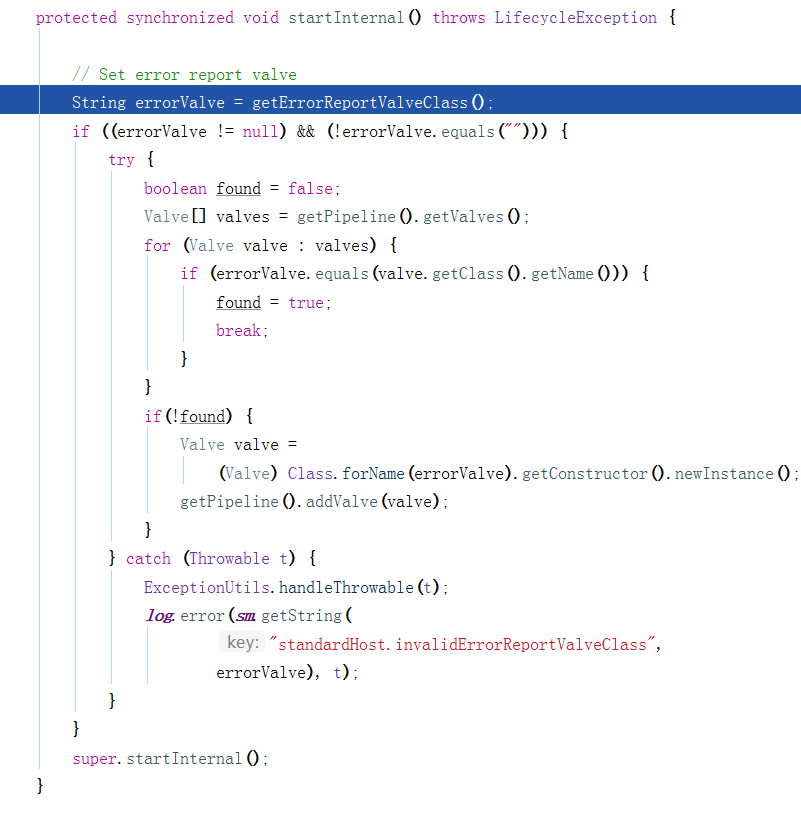 protected synchronized void startInternal() throws LifecycleException {
// Set error report valve
String errorValve = getErrorReportValveClass();
if ((errorValve != null) && (!errorValve.equals(""))) {
try {
boolean found = false;
Valve[] valves = getPipeline().getValves();
for (Valve valve : valves) {
if (errorValve.equals(valve.getClass().getName())) {
found = true;
break;
}
}
if(!found) {
Valve valve =
(Valve) Class.forName(errorValve).getConstructor().newInstance();
getPipeline().addValve(valve);
}
} catch (Throwable t) {
ExceptionUtils.handleThrowable(t);
log.error(sm.getString(
key: "standardHost.invalidErrorReportValveClass",
errorValve), t);
}
}
super.startInternal();
}